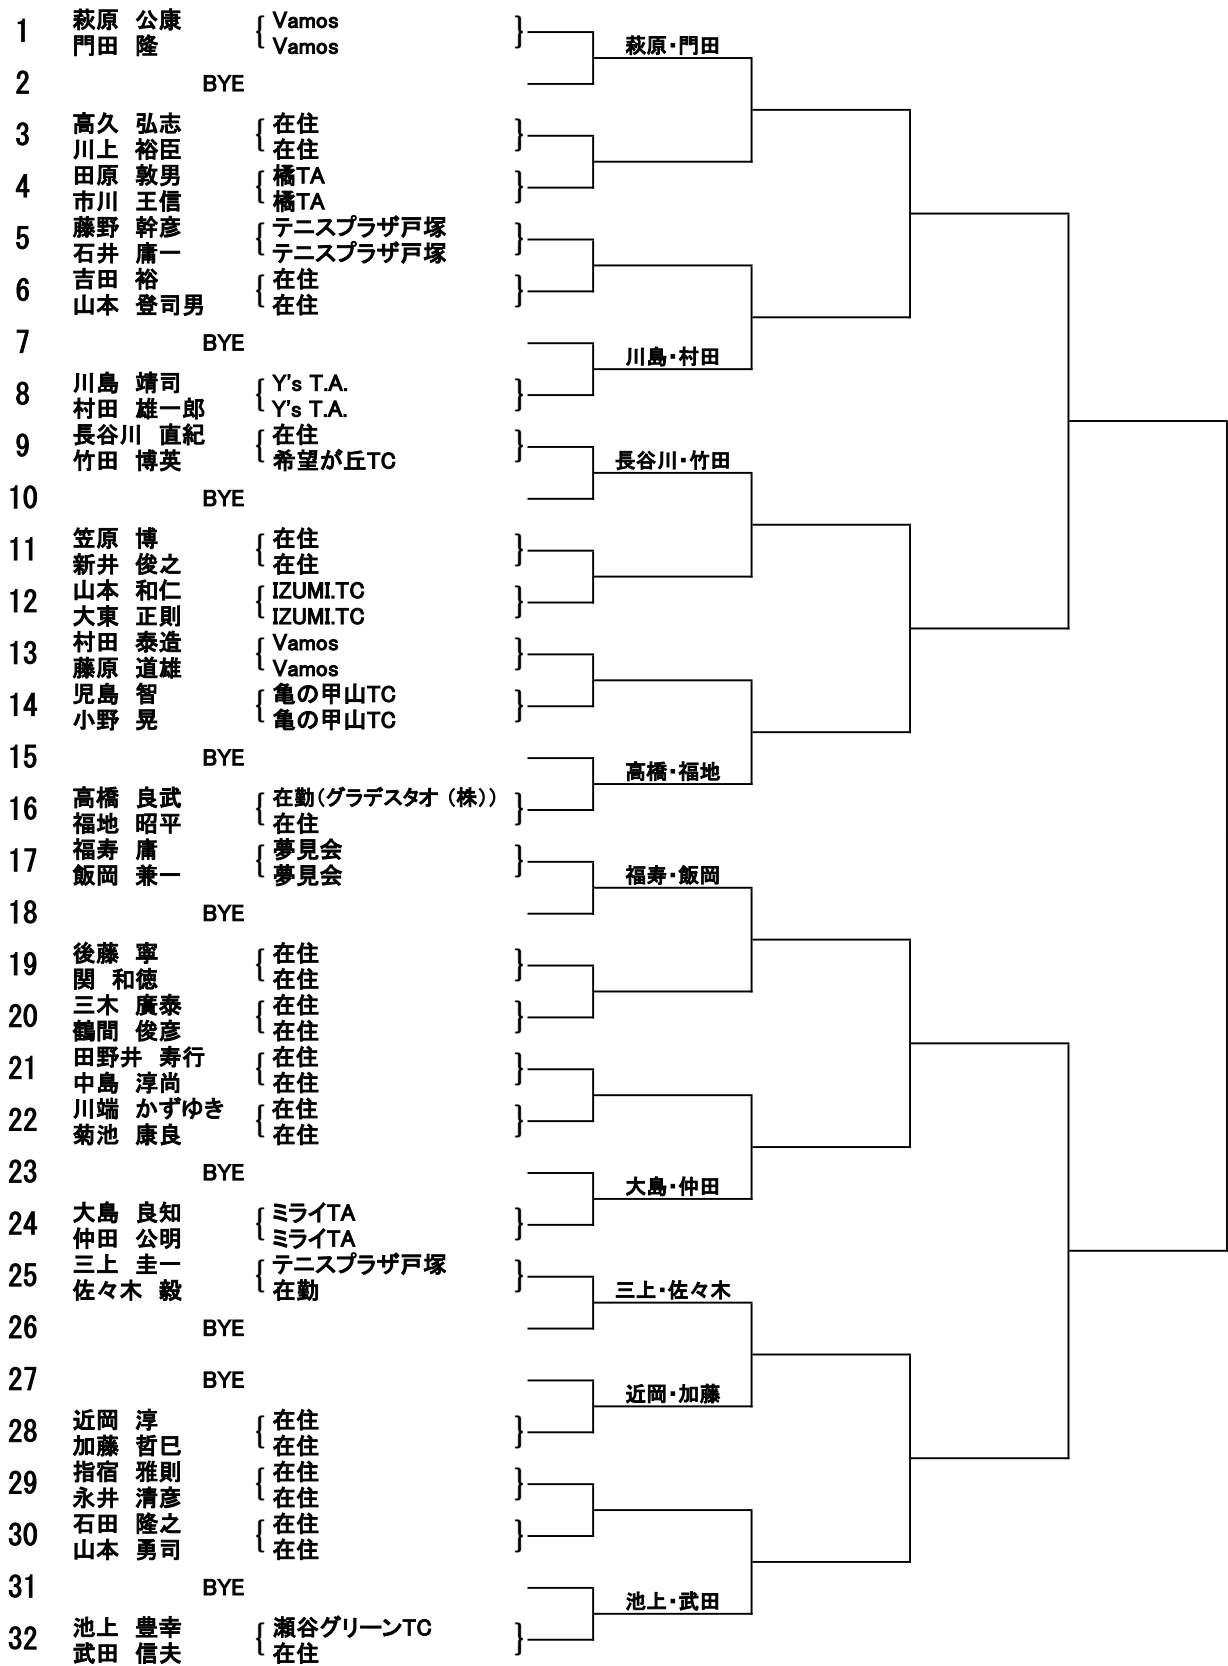 1 萩原　公康 Vamos
門田　隆 Vamos
萩原・門田
2 BYE
3 高久　弘志 在住
川上　裕臣 在住
4 田原　敦男 橘TA
市川　王信 橘TA
5 藤野　幹彦 テニスプラザ戸塚
石井　庸一 テニスプラザ戸塚
6 吉田　裕 在住
山本　登司男 在住
7 BYE
川島・村田
8 川島　靖司 Y's T.A.
村田　雄一郎 Y's T.A.
9 長谷川　直紀 在住
竹田　博英 希望が丘TC
長谷川・竹田
10 BYE
11 笠原　博 在住
新井　俊之 在住
12 山本　和仁 IZUMI.TC
大東　正則 IZUMI.TC
13 村田　泰造 Vamos
藤原　道雄 Vamos
14 児島　智 亀の甲山TC
小野　晃 亀の甲山TC
15 BYE
高橋・福地
16 高橋　良武 在勤（グラデスタオ（株））
福地　昭平 在住
17 福寿　庸 夢見会
飯岡　兼一 夢見会
福寿・飯岡
18 BYE
19 後藤　寧 在住
関　和徳 在住
20 三木　廣泰 在住
鶴間　俊彦 在住
21 田野井　寿行 在住
中島　淳尚 在住
22 川端　かずゆき 在住
菊池　康良 在住
23 BYE
大島・仲田
24 大島　良知 ミライTA
仲田　公明 ミライTA
25 三上　圭一 テニスプラザ戸塚
佐々木　毅 在勤
三上・佐々木
26 BYE
27 BYE
近岡・加藤
28 近岡　淳 在住
加藤　哲巳 在住
29 指宿　雅則 在住
永井　清彦 在住
30 石田　隆之 在住
山本　勇司 在住
31 BYE
池上・武田
32 池上　豊幸 瀬谷グリーンTC
武田　信夫 在住